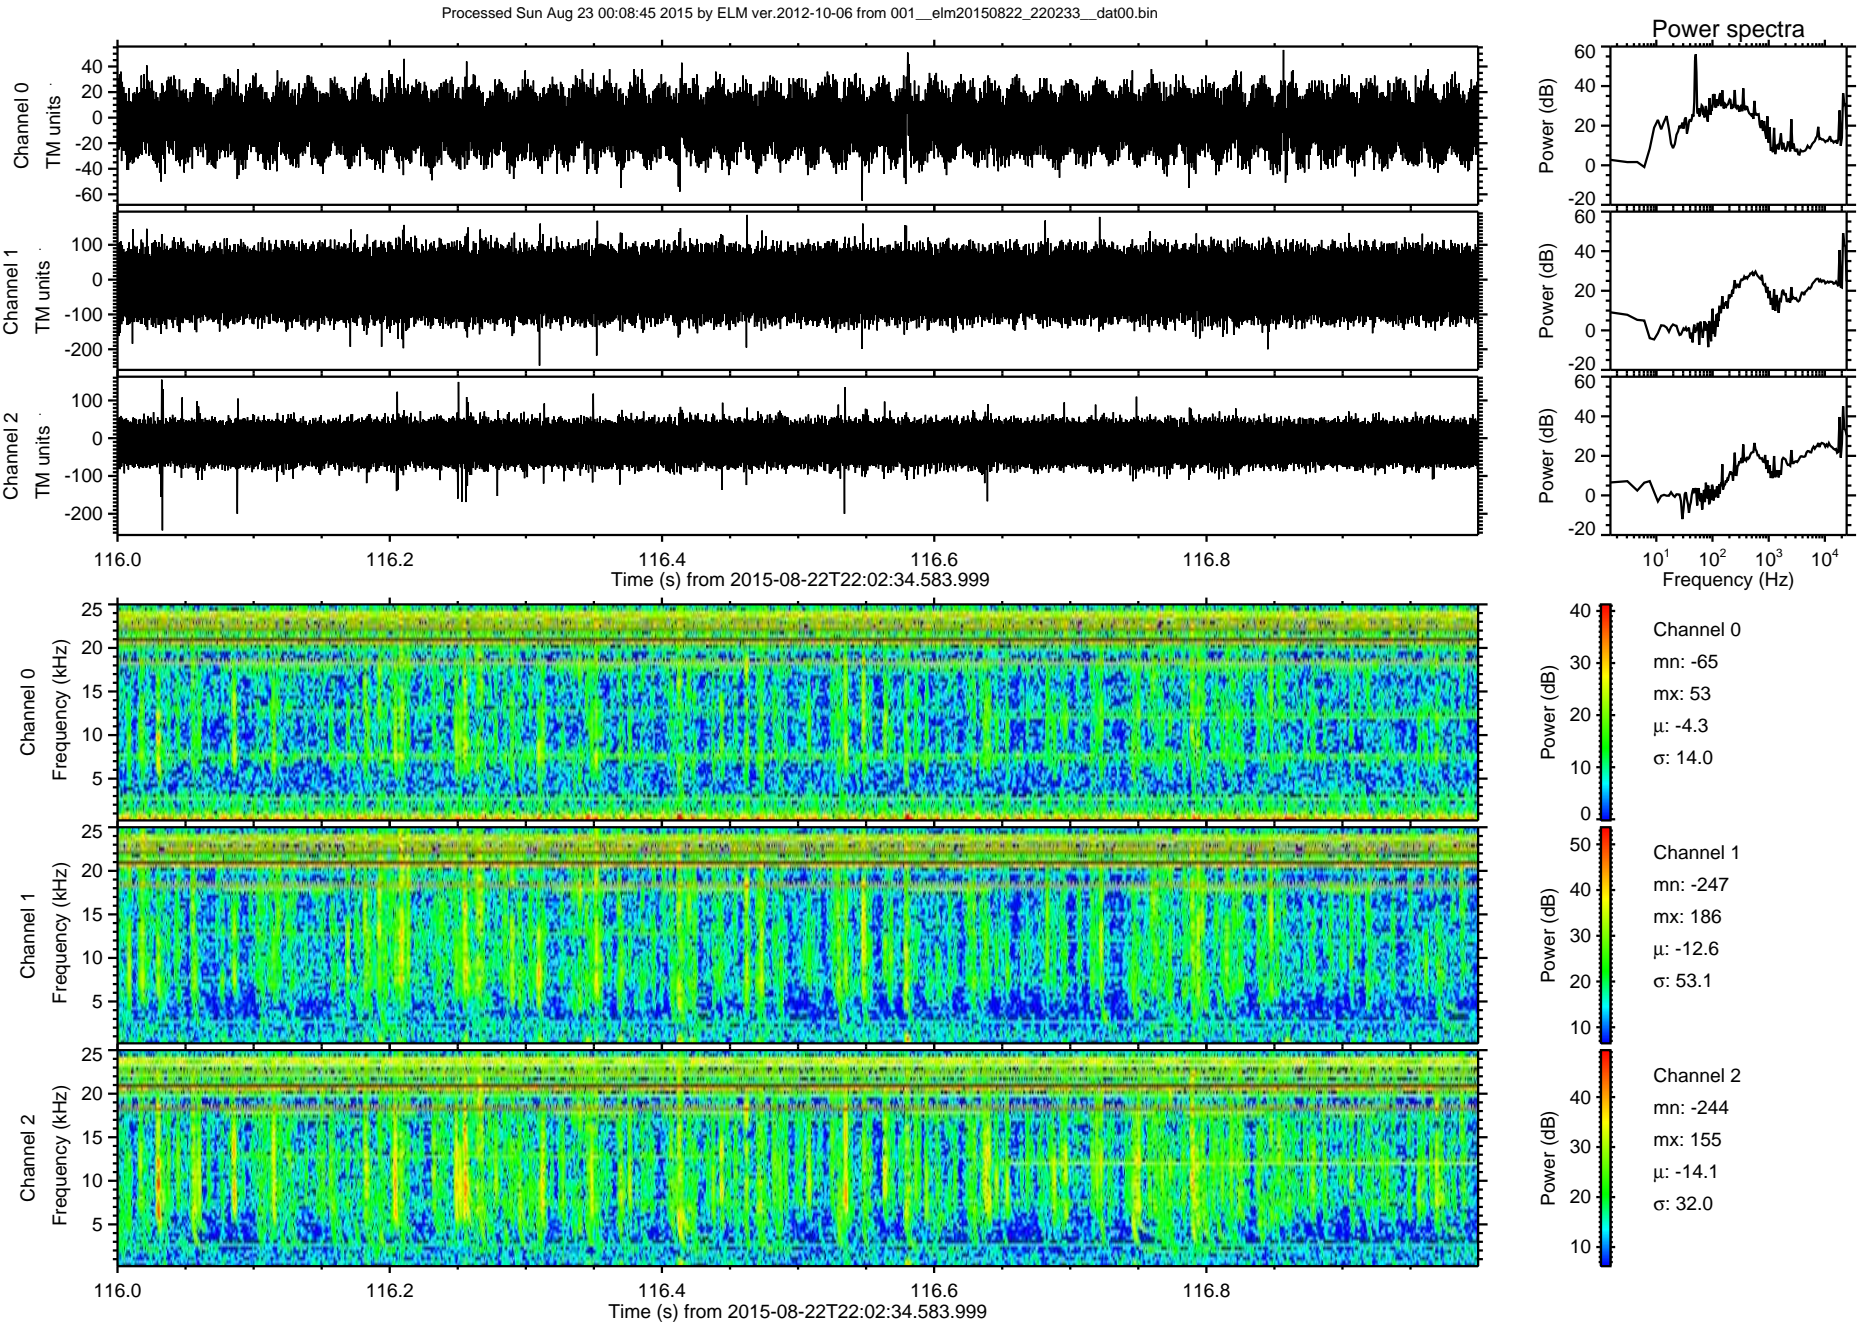 Processed Sun Aug 23 00:08:45 2015 by ELM ver.2012-10-06 from 001__elm20150822_220233__dat00.bin
Power spectra
Channel 0
TM units
40
20
0
-20
-40
-60
Power (dB)
60
40
20
0
-20
Channel 1
TM units
100
0
-100
-200
Power (dB)
60
40
20
0
-20
Channel 2
TM units
100
0
-100
-200
Power (dB)
60
40
20
0
-20
116.0 116.2 116.4 116.6 116.8
Time (s) from 2015-08-22T22:02:34.583.999
10^1 10^2 10^3 10^4
Frequency (Hz)
Channel 0
Frequency (kHz)
25
20
15
10
5
Power (dB)
40
30
20
10
0
Channel 0
mn: -65
mx: 53
μ: -4.3
σ: 14.0
Channel 1
Frequency (kHz)
25
20
15
10
5
Power (dB)
50
40
30
20
10
Channel 1
mn: -247
mx: 186
μ: -12.6
σ: 53.1
Channel 2
Frequency (kHz)
25
20
15
10
5
Power (dB)
40
30
20
10
Channel 2
mn: -244
mx: 155
μ: -14.1
σ: 32.0
116.0 116.2 116.4 116.6 116.8
Time (s) from 2015-08-22T22:02:34.583.999